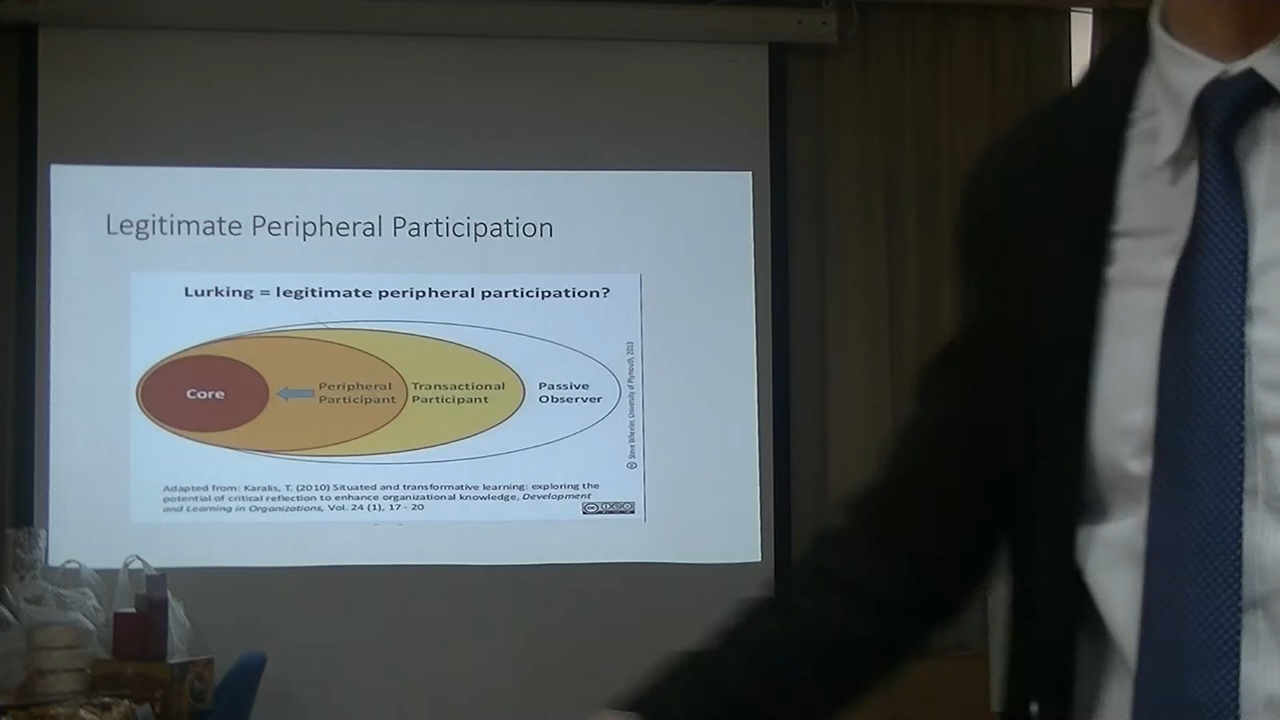 Legitimate Peripheral Participation
Lurking = legitimate peripheral participation?
Core
Peripheral
Participant
Transactional
Participant
Passive
Observer
© Steve Wheeler, University of Plymouth, 2013
Adapted from: Karalis, T. (2010) Situated and transformative learning: exploring the
potential of critical reflection to enhance organizational knowledge, Development
and Learning in Organizations, Vol. 24 (1), 17 - 20